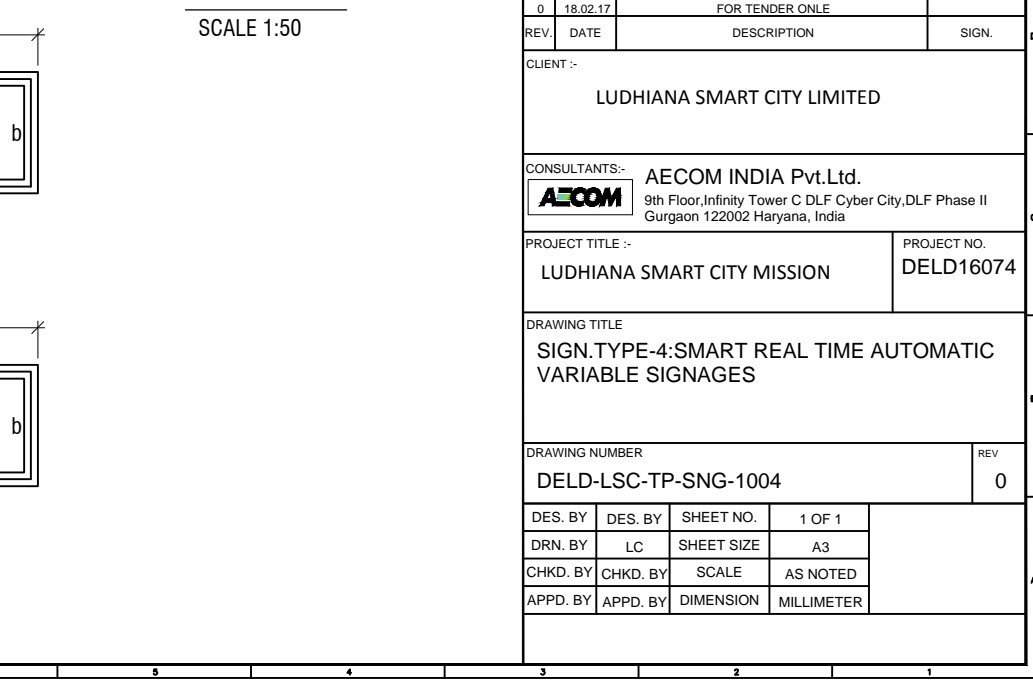 SCALE 1:50
b
b
0 18.02.17 FOR TENDER ONLE
REV. DATE DESCRIPTION SIGN.
CLIENT :-
LUDHIANA SMART CITY LIMITED
CONSULTANTS:-
AECOM
AECOM INDIA Pvt.Ltd.
9th Floor,Infinity Tower C DLF Cyber City,DLF Phase II
Gurgaon 122002 Haryana, India
PROJECT TITLE :-
LUDHIANA SMART CITY MISSION
PROJECT NO.
DELD16074
DRAWING TITLE
SIGN.TYPE-4:SMART REAL TIME AUTOMATIC
VARIABLE SIGNAGES
DRAWING NUMBER
DELD-LSC-TP-SNG-1004
REV
0
DES. BY DES. BY SHEET NO. 1 OF 1
DRN. BY LC SHEET SIZE A3
CHKD. BY CHKD. BY SCALE AS NOTED
APPD. BY APPD. BY DIMENSION MILLIMETER
5 4 3 2 1